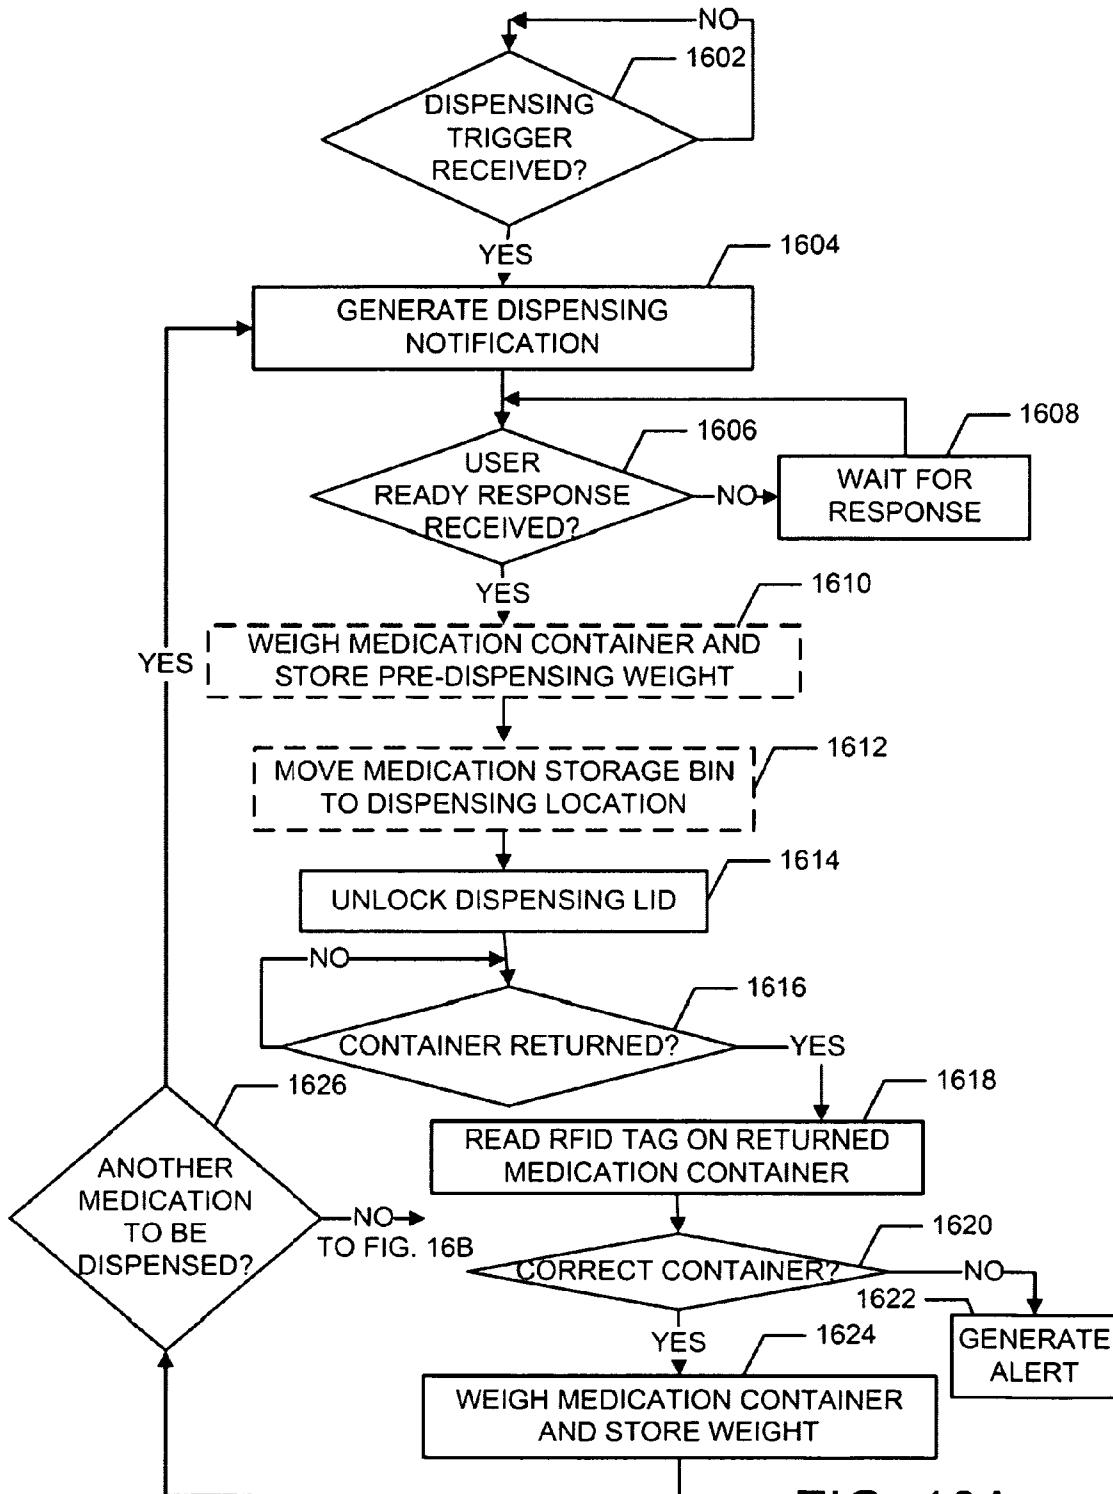 NO
1602
DISPENSING
TRIGGER
RECEIVED?
YES
1604
GENERATE DISPENSING
NOTIFICATION
1606
1608
USER
READY RESPONSE
RECEIVED?
NO
WAIT FOR
RESPONSE
YES
1610
WEIGH MEDICATION CONTAINER AND
STORE PRE-DISPENSING WEIGHT
YES
1612
MOVE MEDICATION STORAGE BIN
TO DISPENSING LOCATION
1614
UNLOCK DISPENSING LID
NO
1616
CONTAINER RETURNED?
YES
1618
READ RFID TAG ON RETURNED
MEDICATION CONTAINER
1626
ANOTHER
MEDICATION
TO BE
DISPENSED?
NO
TO FIG. 16B
1620
CORRECT CONTAINER?
NO
1622
GENERATE
ALERT
YES
1624
WEIGH MEDICATION CONTAINER
AND STORE WEIGHT